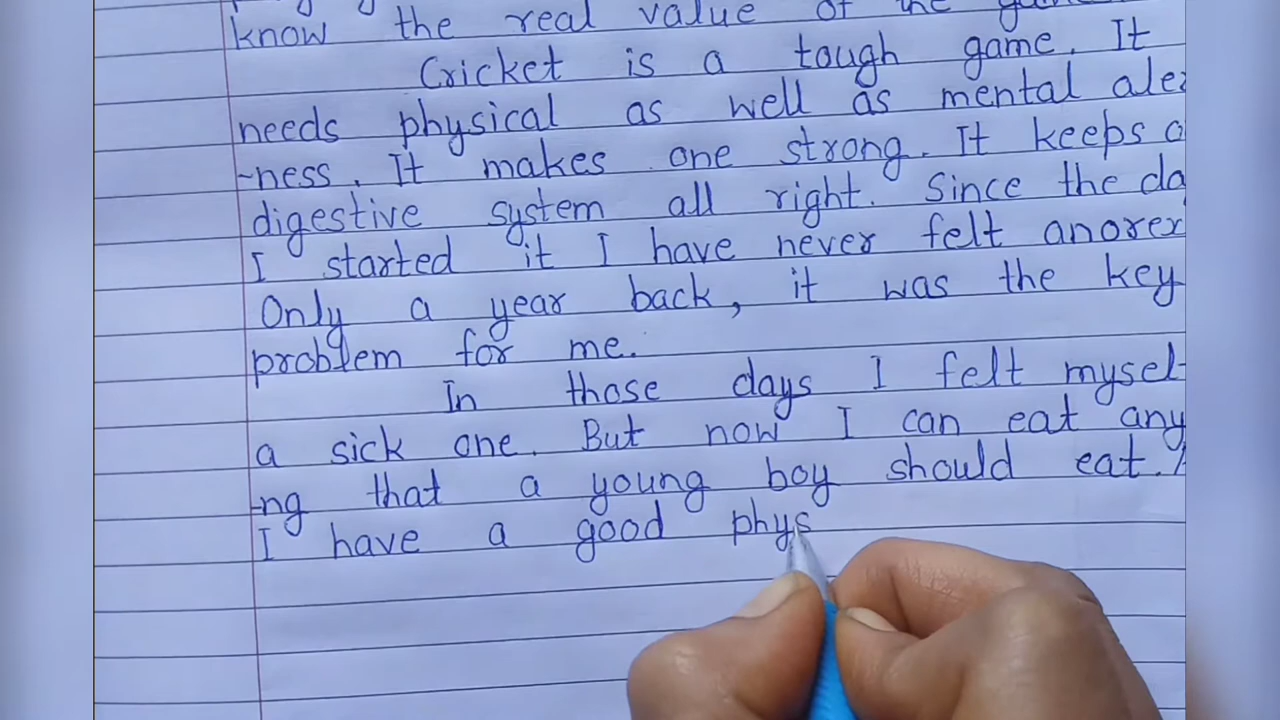 know the real value of the
Cricket is a tough game. It
needs physical as well as mental aler
-ness. It makes one strong. It keeps
digestive system all right. Since the da
I started it I have never felt anorex
Only a year back, it was the key
problem for me.
In those days I felt mysel
a sick one. But now I can eat any
-ng that a young boy should eat.
I have a good phys